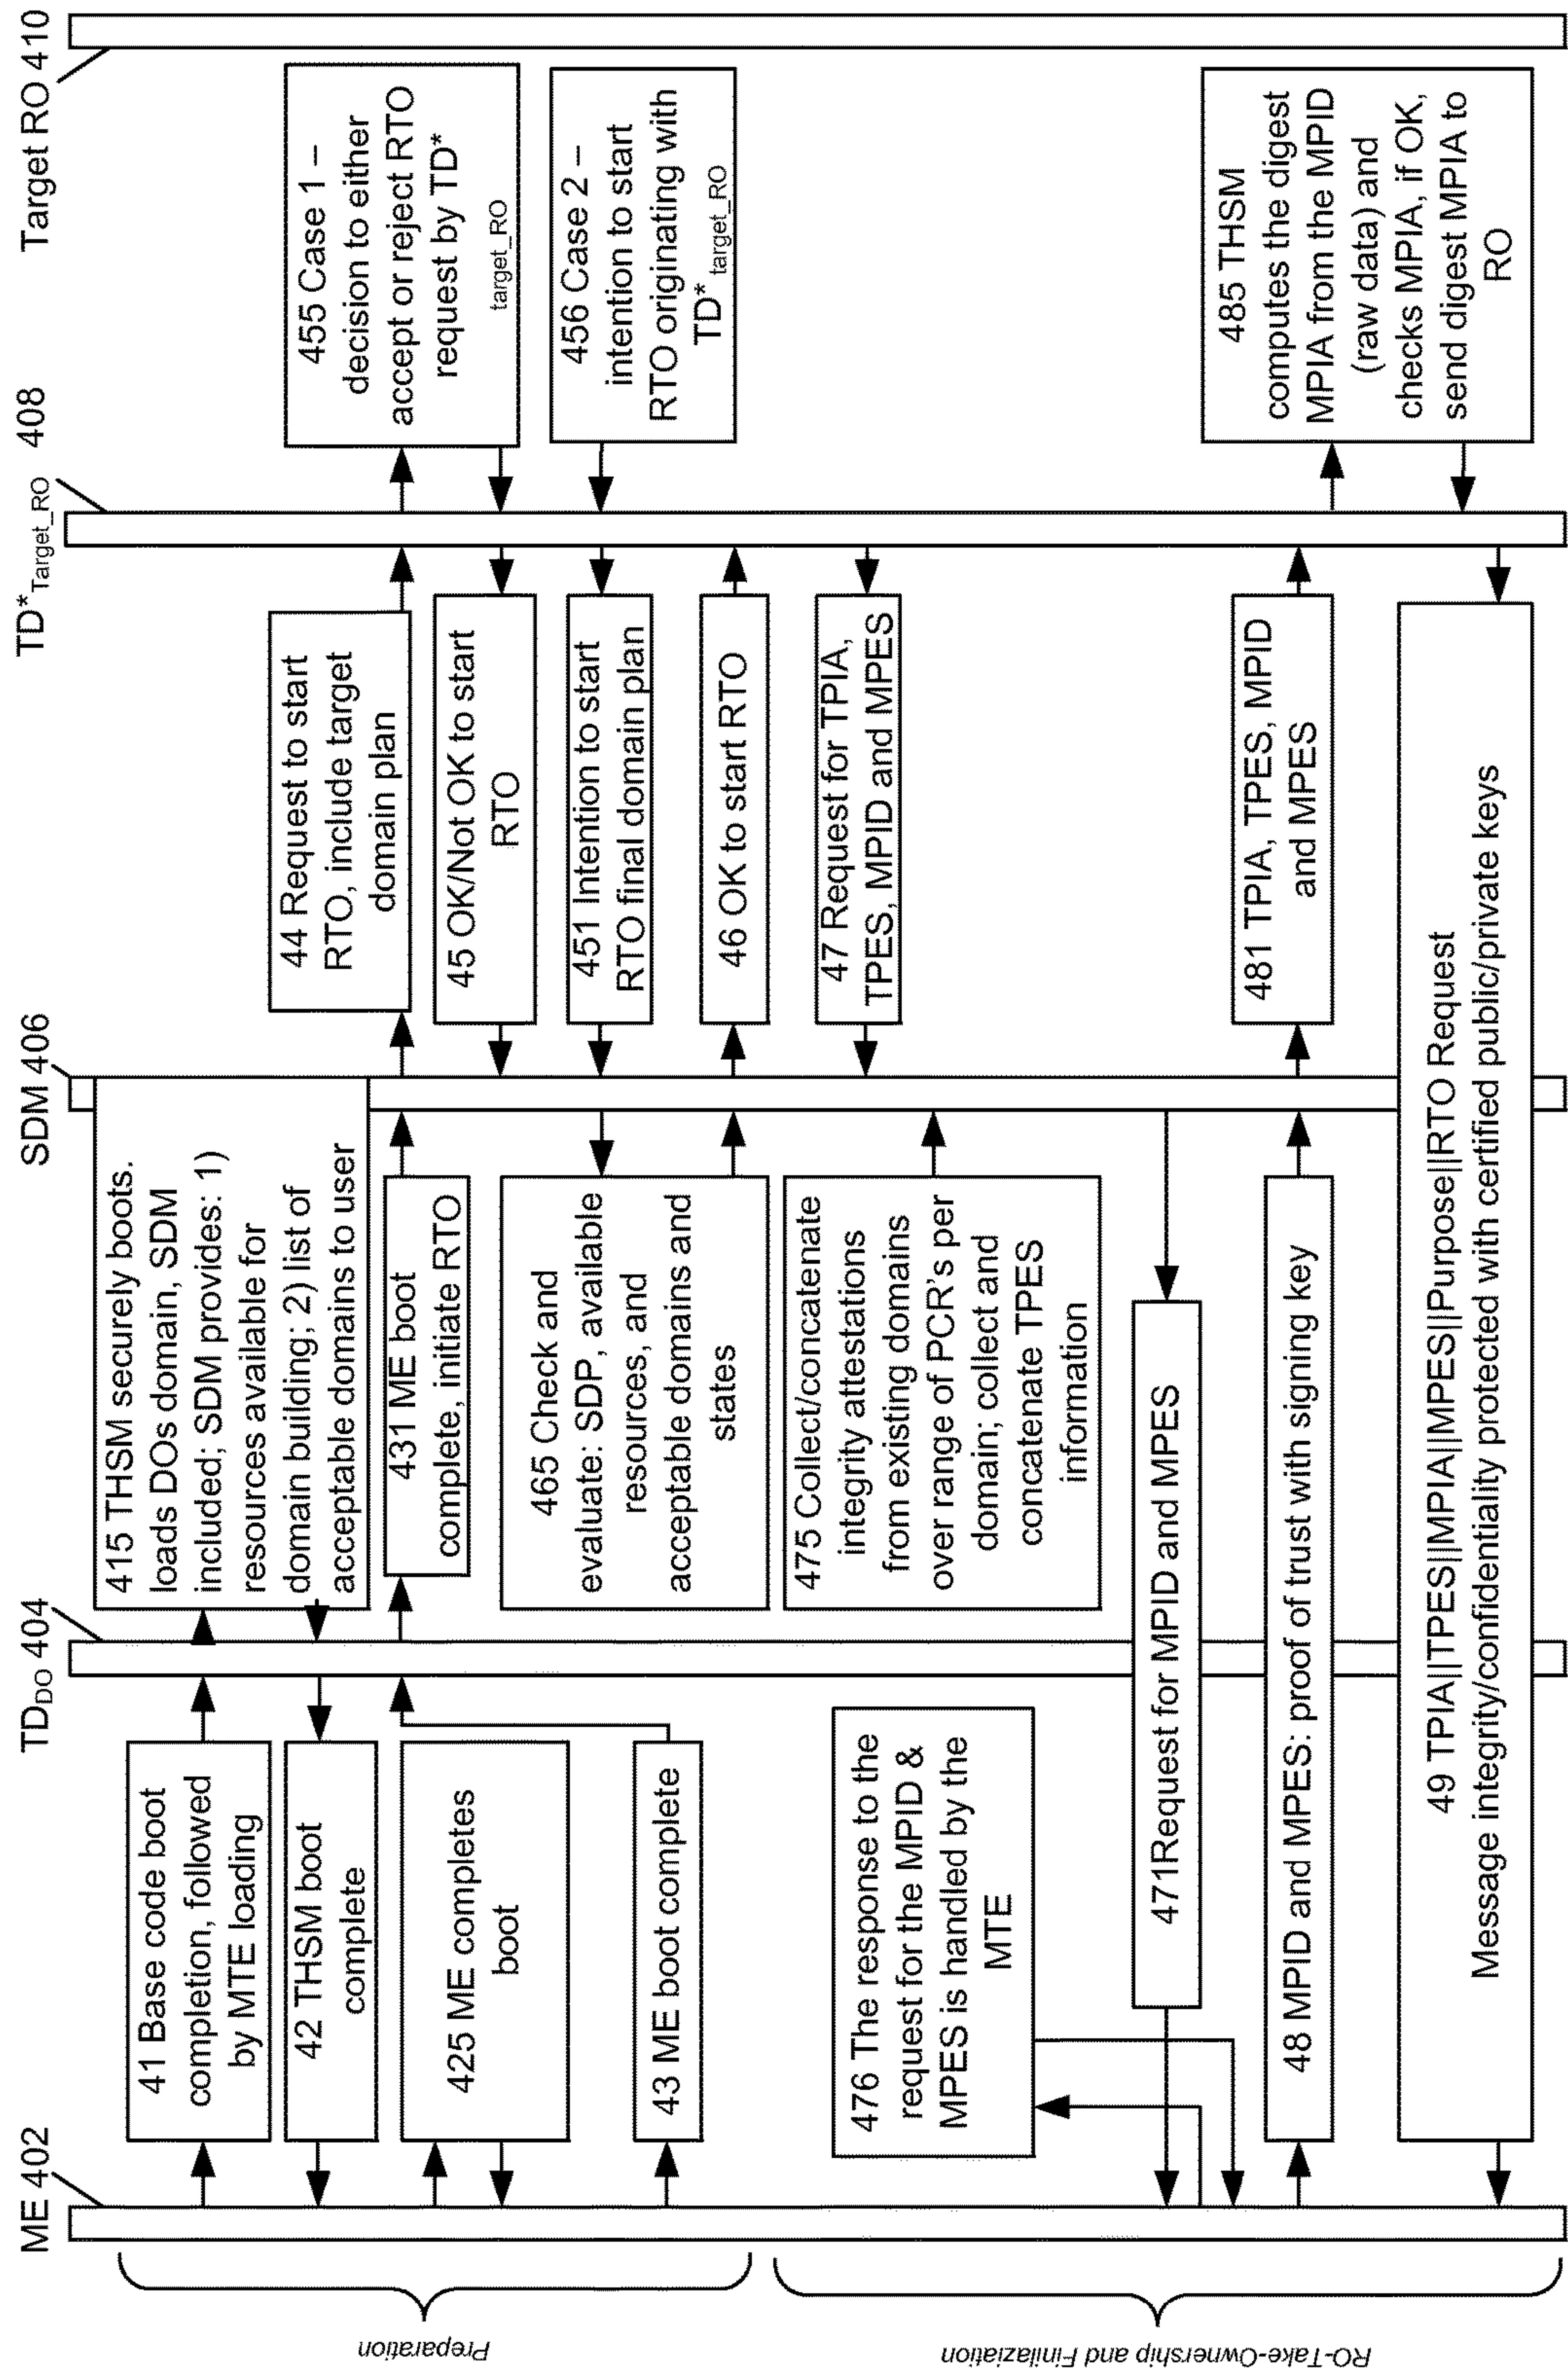 ME 402
TD_DO 404
SDM 406
TD*_Target_RO 408
Target RO 410
Preparation
41 Base code boot
completion, followed
by MTE loading
415 THSM securely boots.
loads DOs domain, SDM
included; SDM provides: 1)
resources available for
domain building; 2) list of
acceptable domains to user
42 THSM boot
complete
425 ME completes
boot
43 ME boot complete
431 ME boot
complete, initiate RTO
44 Request to start
RTO, include target
domain plan
455 Case 1 –
decision to either
accept or reject RTO
request by TD*
target_RO
45 OK/Not OK to start
RTO
456 Case 2 –
intention to start
RTO originating with
TD*target_RO
451 Intention to start
RTO final domain plan
465 Check and
evaluate: SDP, available
resources, and
acceptable domains and
states
46 OK to start RTO
RO-Take-Ownership and Finilaziation
47 Request for TPIA,
TPES, MPID and MPES
475 Collect/concatenate
integrity attestations
from existing domains
over range of PCR's per
domain; collect and
concatenate TPES
information
471Request for MPID and MPES
476 The response to the
request for the MPID &
MPES is handled by the
MTE
48 MPID and MPES: proof of trust with signing key
481 TPIA, TPES, MPID
and MPES
485 THSM
computes the digest
MPIA from the MPID
(raw data) and
checks MPIA, if OK,
send digest MPIA to
RO
49 TPIA||TPES||MPIA||MPES||Purpose||RTO Request
Message integrity/confidentiality protected with certified public/private keys